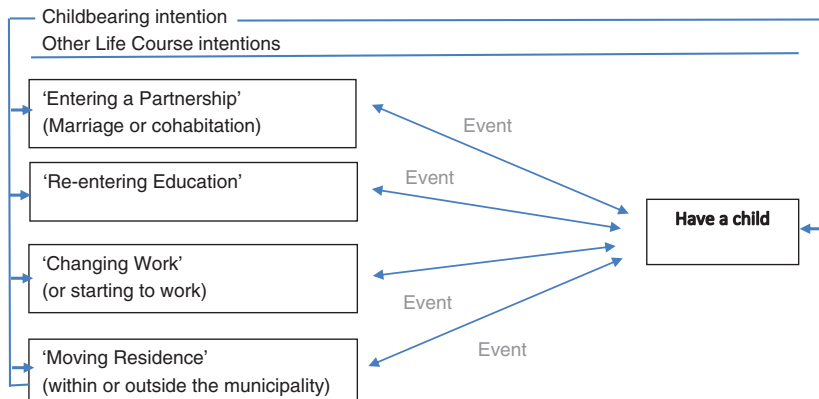 Childbearing intention
Other Life Course intentions
‘Entering a Partnership’
(Marriage or cohabitation)
Event
Event
‘Re-entering Education’
Have a child
‘Changing Work’
(or starting to work)
Event
Event
‘Moving Residence’
(within or outside the municipality)